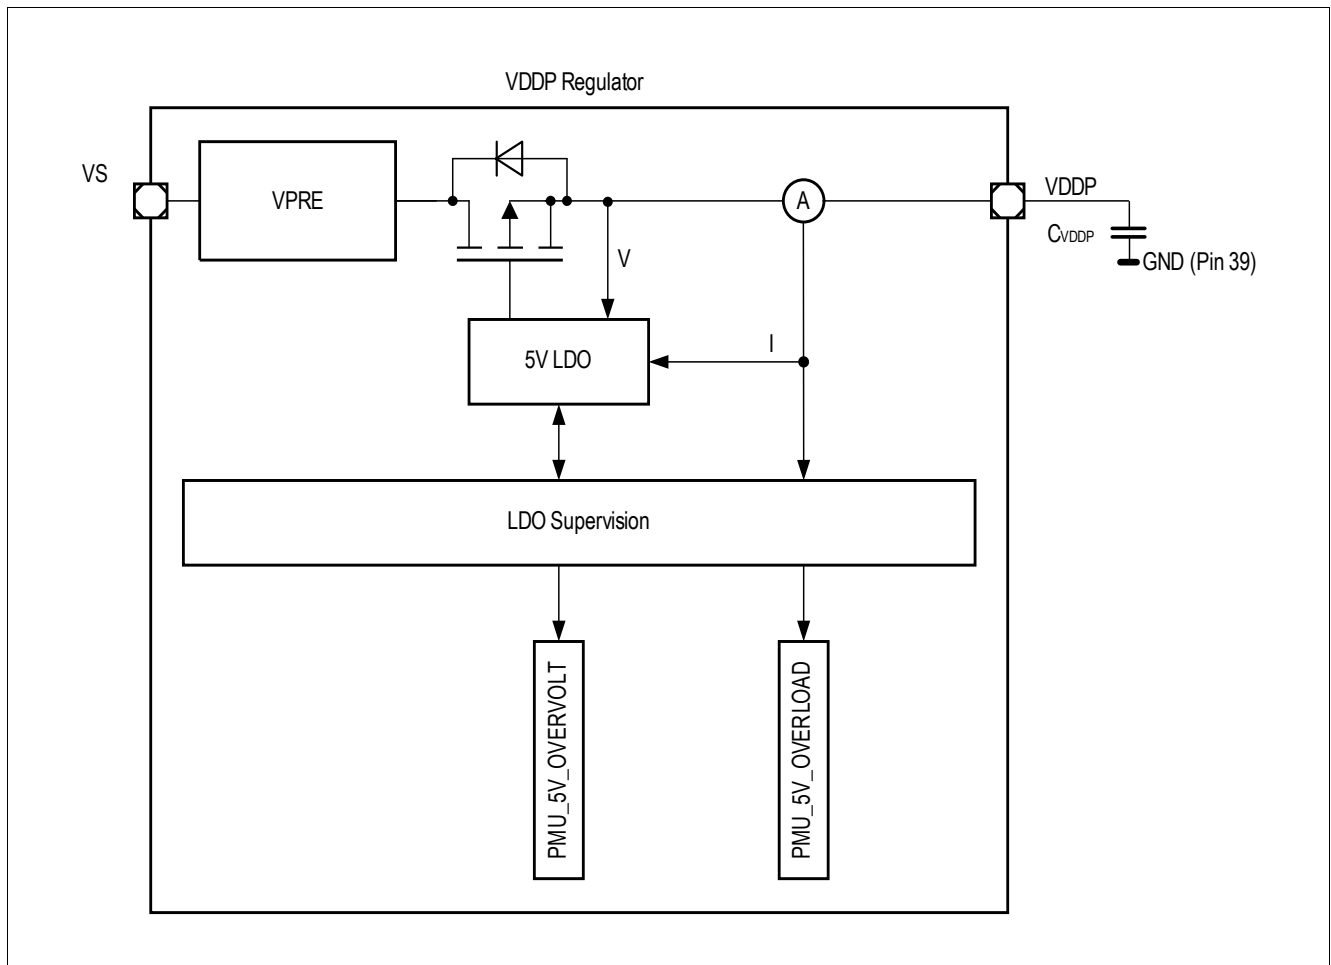 VDDP Regulator
VS
VPRE
VDDP
A
CVDDP
GND (Pin 39)
V
I
5V LDO
LDO Supervision
PMU_5V_OVERVOLT
PMU_5V_OVERLOAD